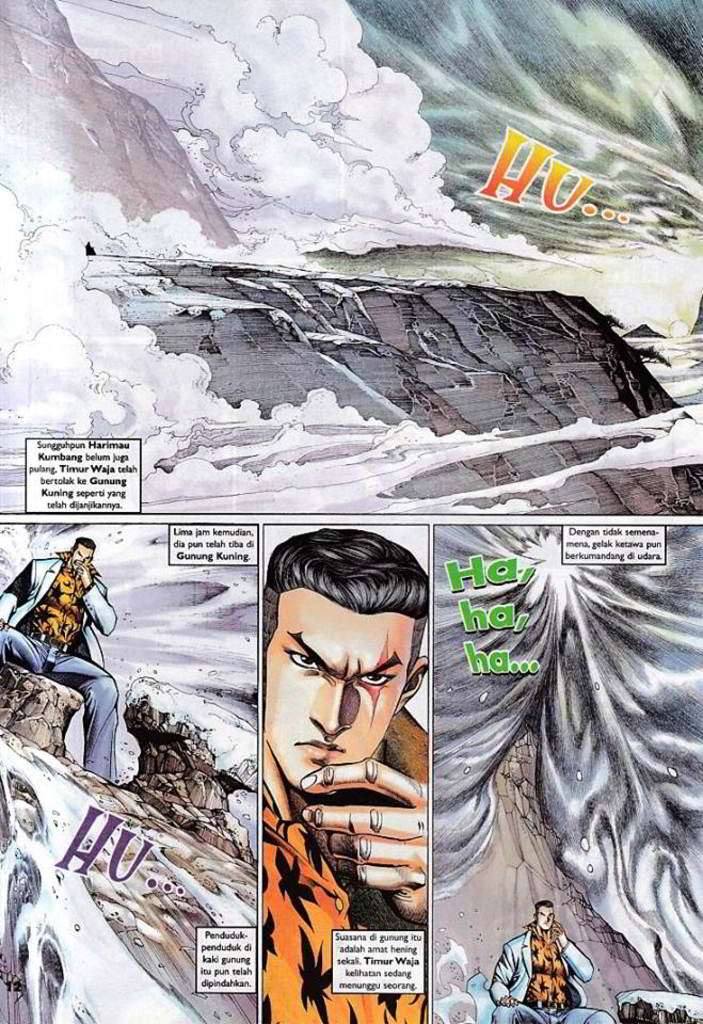 HU...
Sungguhpun Harimau
Kumbang belum juga
pulang, Timur Waja telah
bertolak ke Gunung
Kuning seperti yang
telah dijanjikannya.
Lima jam kemudian,
dia pun telah tiba di
Gunung Kuning.
HU...
Penduduk-
penduduk di
kaki gunung
itu pun telah
dipindahkan.
Suasana di gunung itu
adalah amat hening
sekali. Timur Waja
kelihatan sedang
menunggu seorang.
Dengan tidak semena-
mena, gelak ketawa pun
berkumandang di udara.
Ha,
ha,
ha...
12